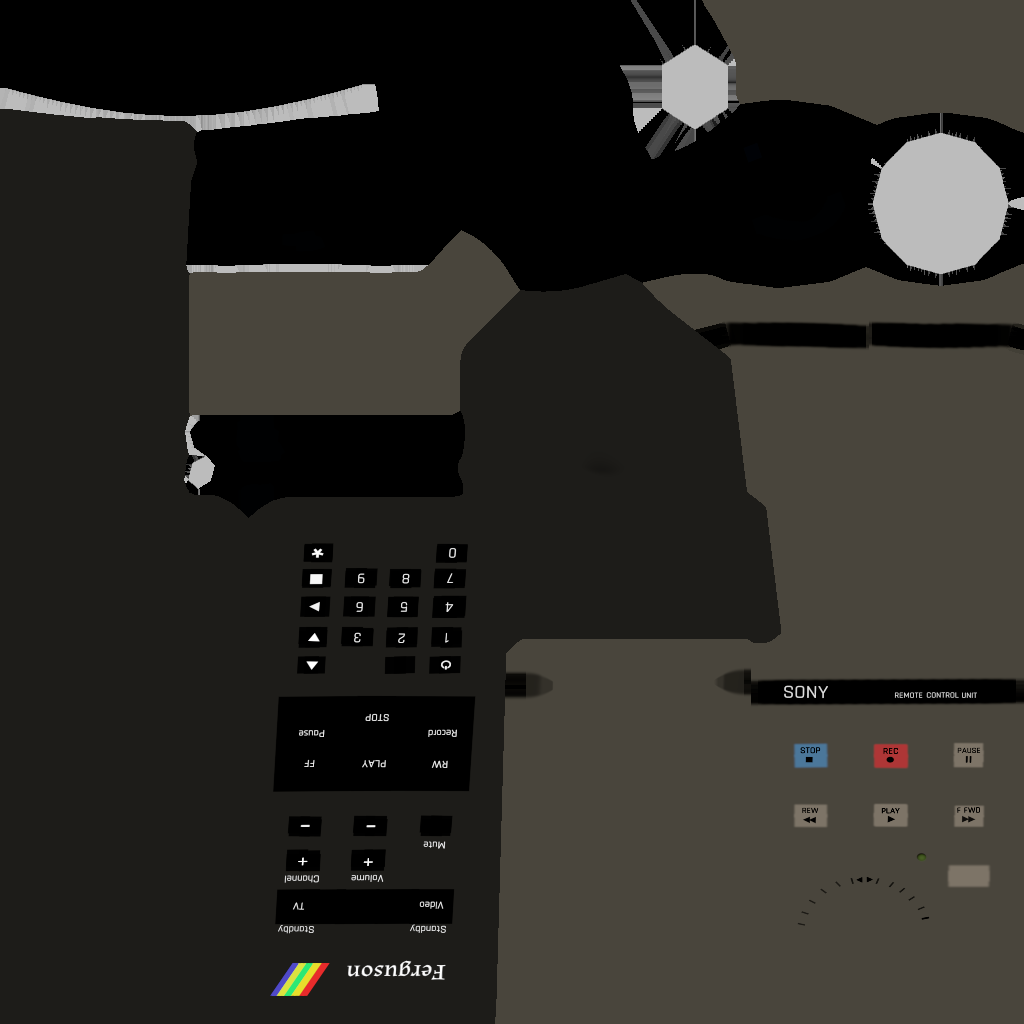 SONY REMOTE CONTROL UNIT
STOP REC PAUSE
REW PLAY F FWD
Ferguson
Standby Standby
Video TV
Volume Channel
+ +
Mute
- -
RW PLAY FF
Record Pause
STOP
1 2 3
4 5 6
7 8 9
0 *